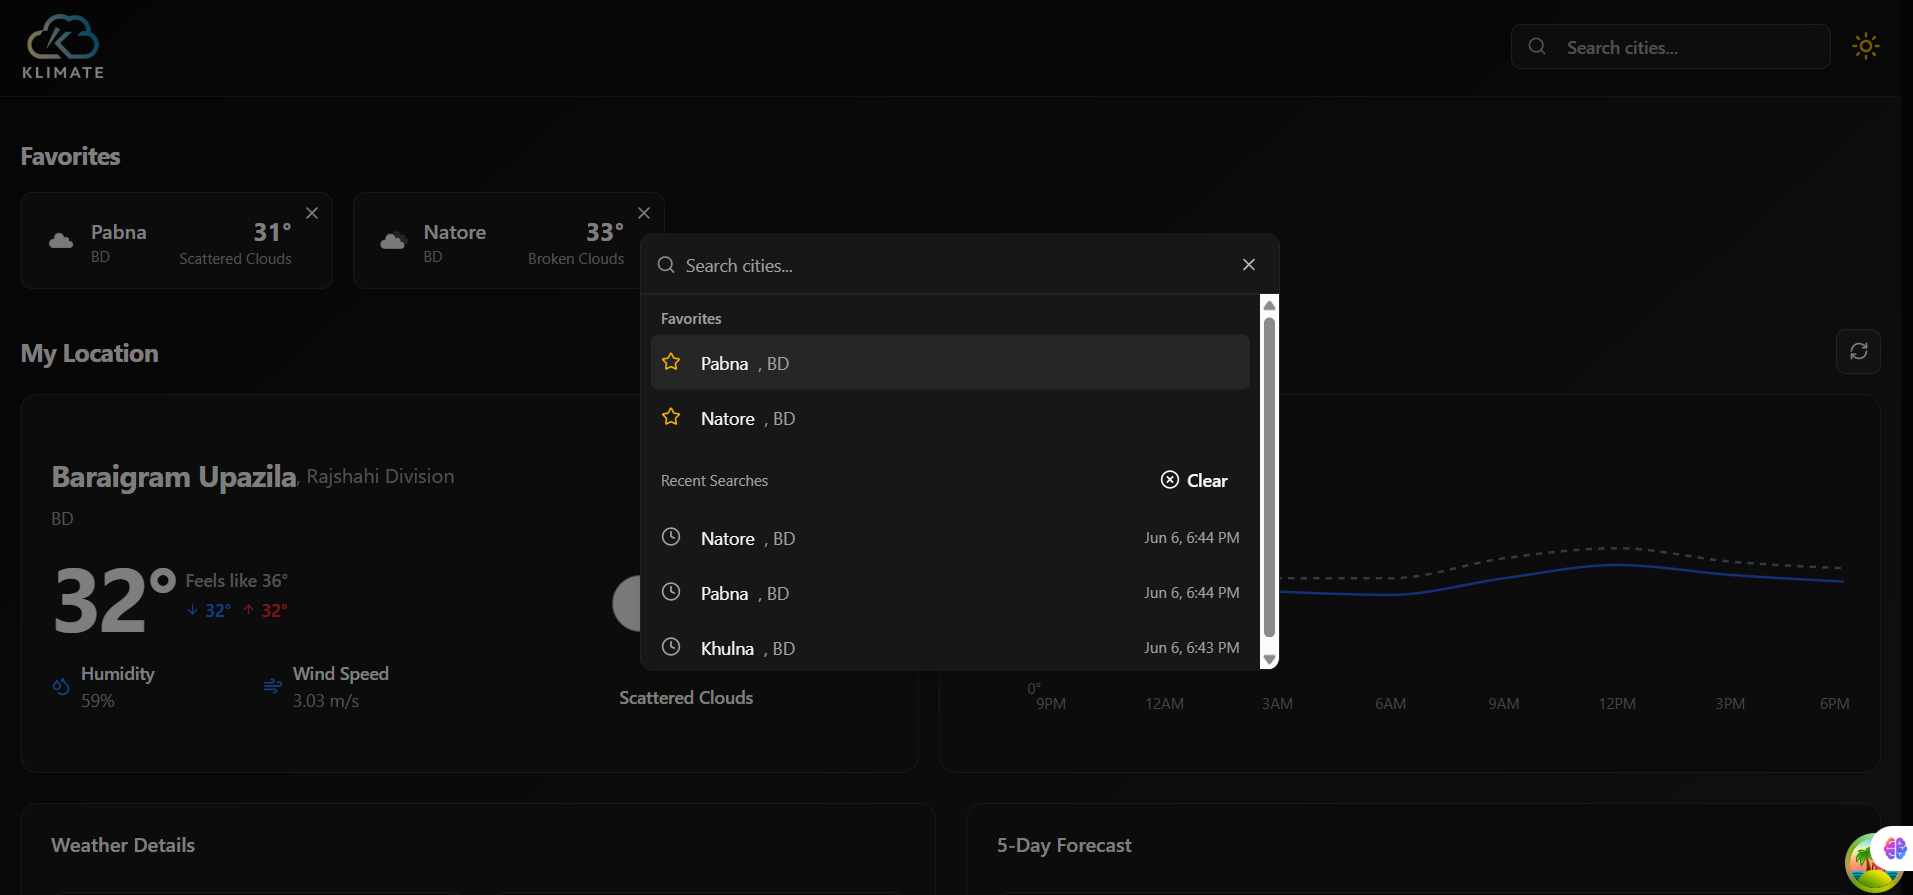 KLIMATE
Search cities...
Favorites
Pabna
BD
31°
Scattered Clouds
Natore
BD
33°
Broken Clouds
Search cities...
Favorites
Pabna , BD
Natore , BD
Recent Searches
Clear
Natore , BD Jun 6, 6:44 PM
Pabna , BD Jun 6, 6:44 PM
Khulna , BD Jun 6, 6:43 PM
My Location
Baraigram Upazila, Rajshahi Division
BD
32° Feels like 36°
↓ 32° ↑ 32°
Humidity
59%
Wind Speed
3.03 m/s
Scattered Clouds
0°
9PM 12AM 3AM 6AM 9AM 12PM 3PM 6PM
Weather Details
5-Day Forecast